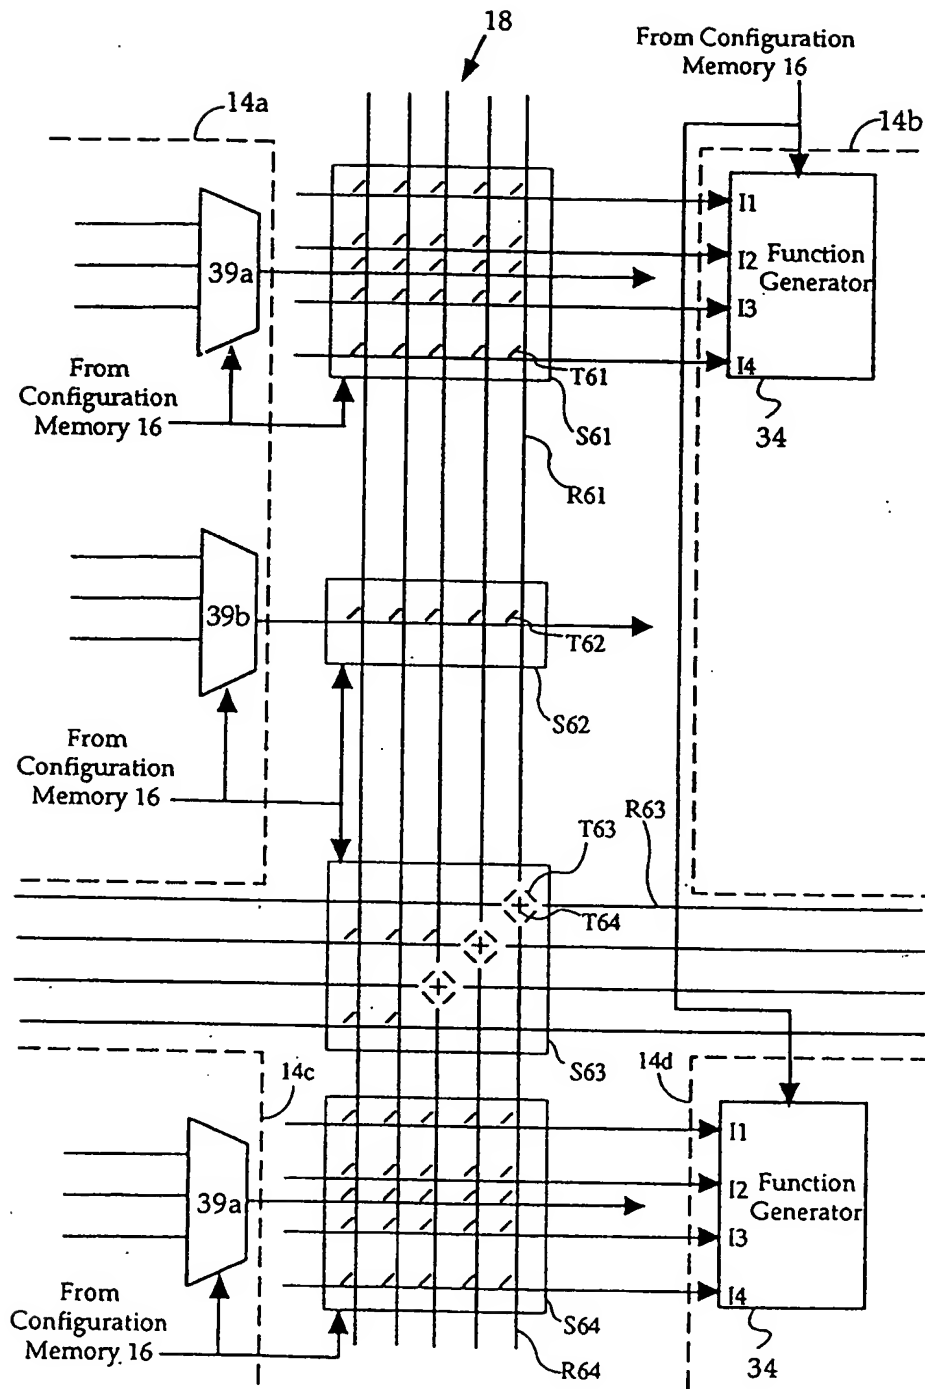 18
From Configuration
Memory 16
14a
14b
I1
I2
Function
Generator
I3
I4
39a
From
Configuration
Memory 16
T61
S61
34
R61
39b
T62
S62
From
Configuration
Memory 16
R63
T63
T64
S63
14c
14d
I1
I2
Function
Generator
I3
I4
39a
From
Configuration
Memory 16
S64
R64
34